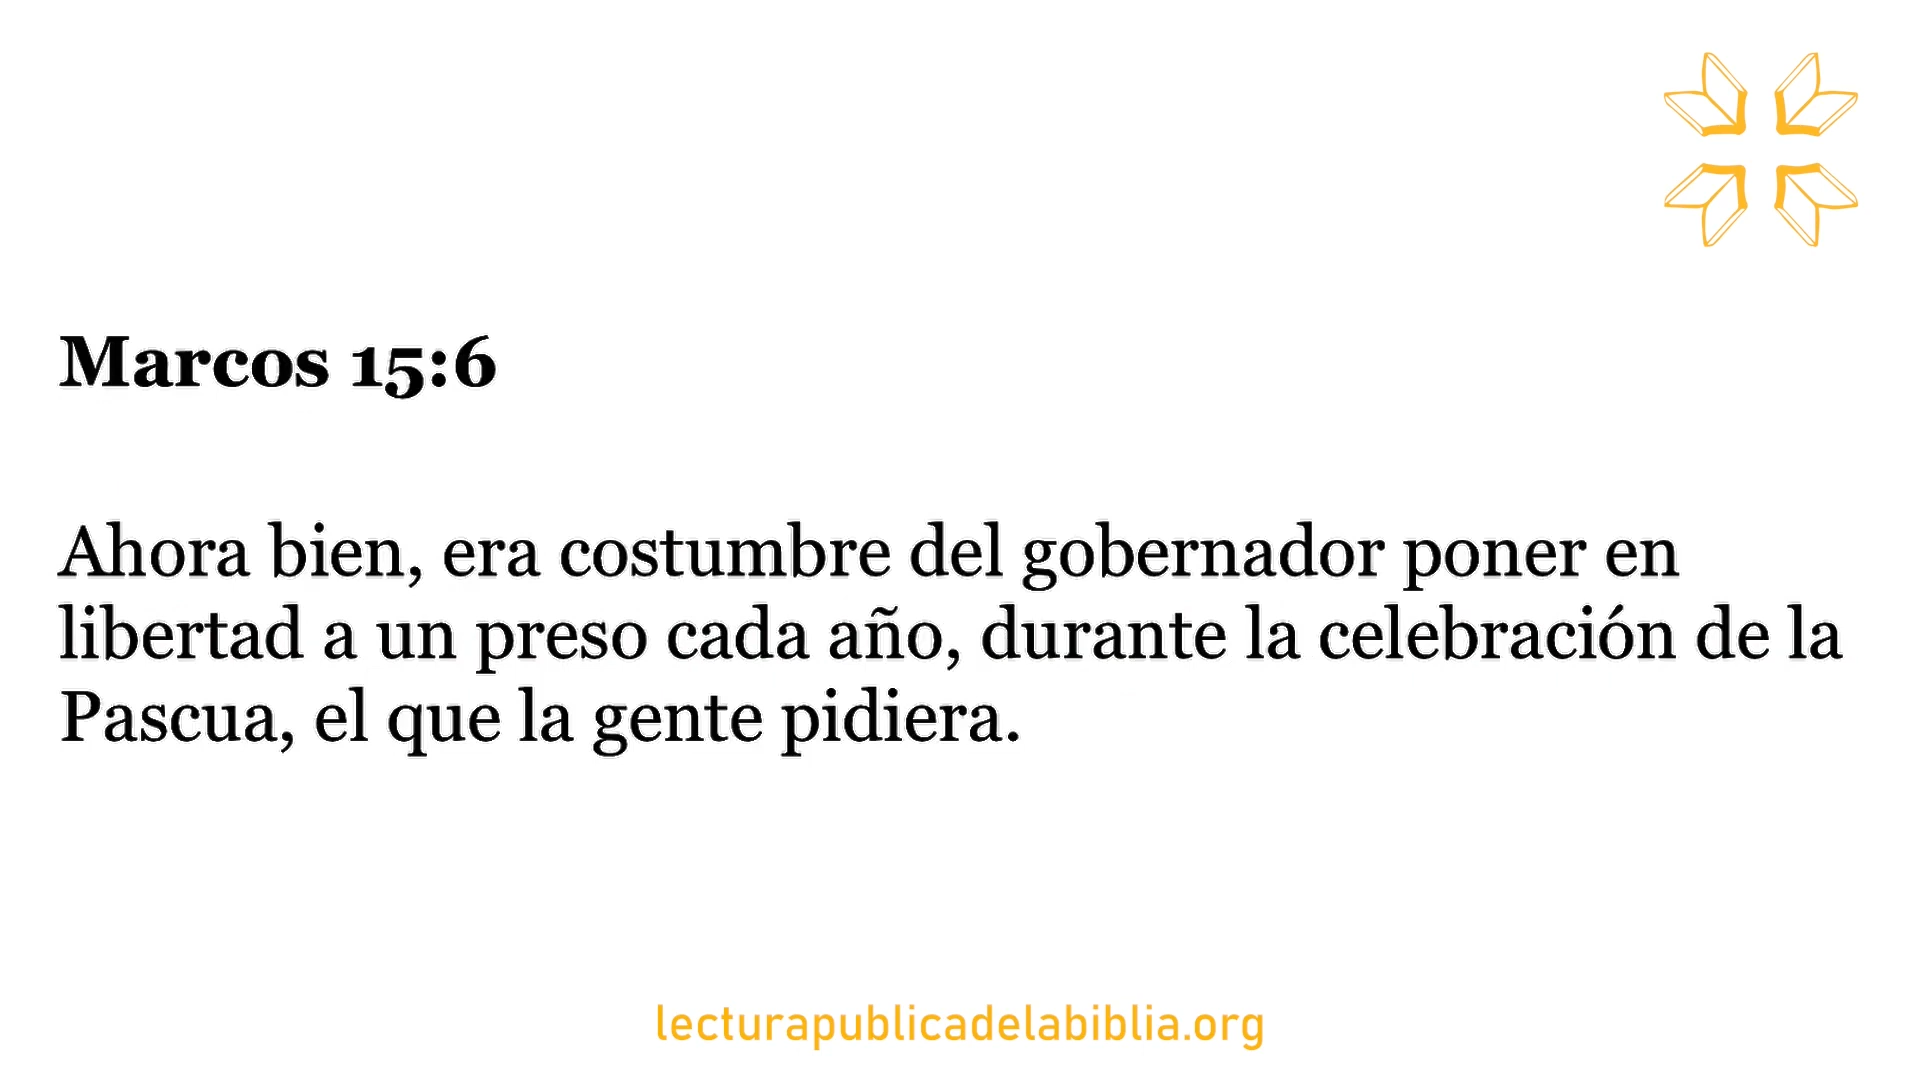 Marcos 15:6
Ahora bien, era costumbre del gobernador poner en
libertad a un preso cada año, durante la celebración de la
Pascua, el que la gente pidiera.
lecturapublicadelabiblia.org